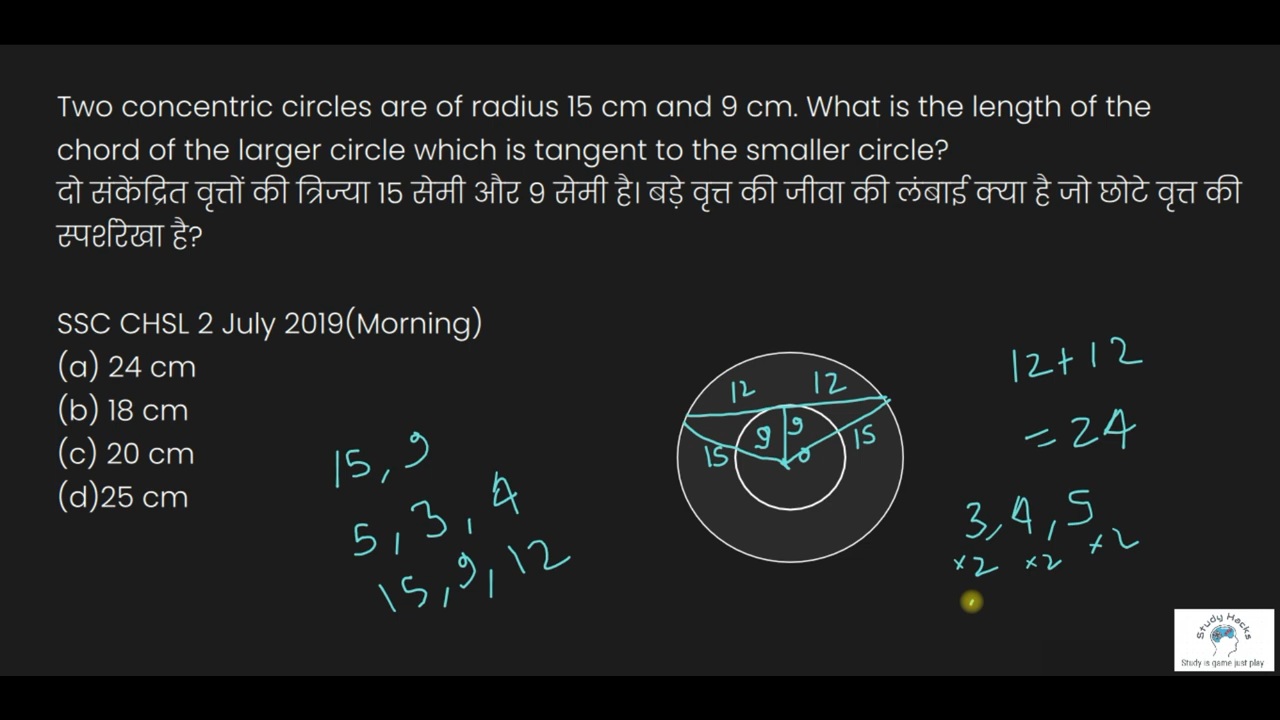 Two concentric circles are of radius 15 cm and 9 cm. What is the length of the
chord of the larger circle which is tangent to the smaller circle?
दो संकेंद्रित वृत्तों की त्रिज्या 15 सेमी और 9 सेमी है। बड़े वृत्त की जीवा की लंबाई क्या है जो छोटे वृत्त की
स्पर्शरेखा है?
SSC CHSL 2 July 2019(Morning)
(a) 24 cm
(b) 18 cm
(c) 20 cm
(d)25 cm
15, 9
5, 3, 4
15, 9, 12
12 12
9 9
15 0 15
12+12
=24
3, 4, 5
×2 ×2 ×2
Study Hacks
Study is game just play